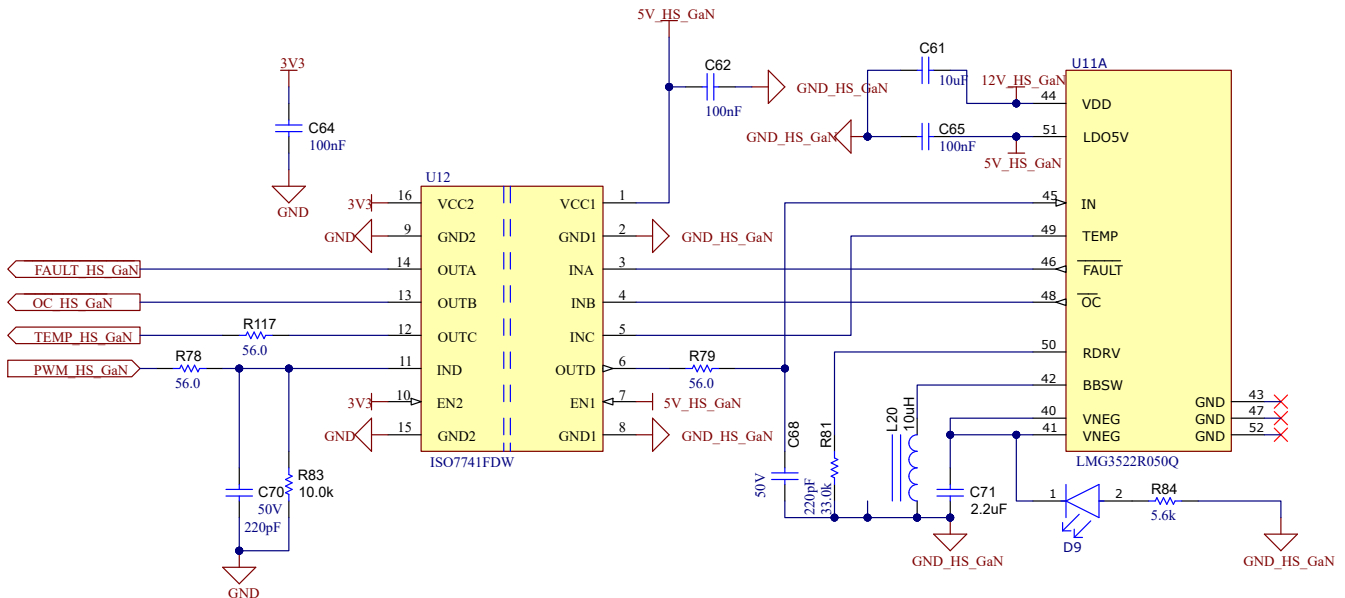 5V_HS_GaN
3V3
C64
100nF
GND
C62
100nF
GND_HS_GaN
C61
10uF
12V_HS_GaN
GND_HS_GaN
C65
100nF
5V_HS_GaN
U11A
44 VDD
51 LDO5V
45 IN
49 TEMP
46 FAULT
48 OC
50 RDRV
42 BBSW
40 VNEG
41 VNEG
GND 43
GND 47
GND 52
LMG3522R050Q
U12
3V3 16 VCC2 VCC1 1
GND 9 GND2 GND1 2 GND_HS_GaN
FAULT_HS_GaN 14 OUTA INA 3
OC_HS_GaN 13 OUTB INB 4
TEMP_HS_GaN R117 56.0 12 OUTC INC 5
PWM_HS_GaN R78 56.0 11 IND OUTD 6 R79 56.0
3V3 10 EN2 EN1 7 5V_HS_GaN
GND 15 GND2 GND1 8 GND_HS_GaN
ISO7741FDW
C70
50V
220pF
R83
10.0k
GND
C68
50V
220pF
R81
33.0k
L20
10uH
C71
2.2uF
GND_HS_GaN
1 2
D9
R84
5.6k
GND_HS_GaN